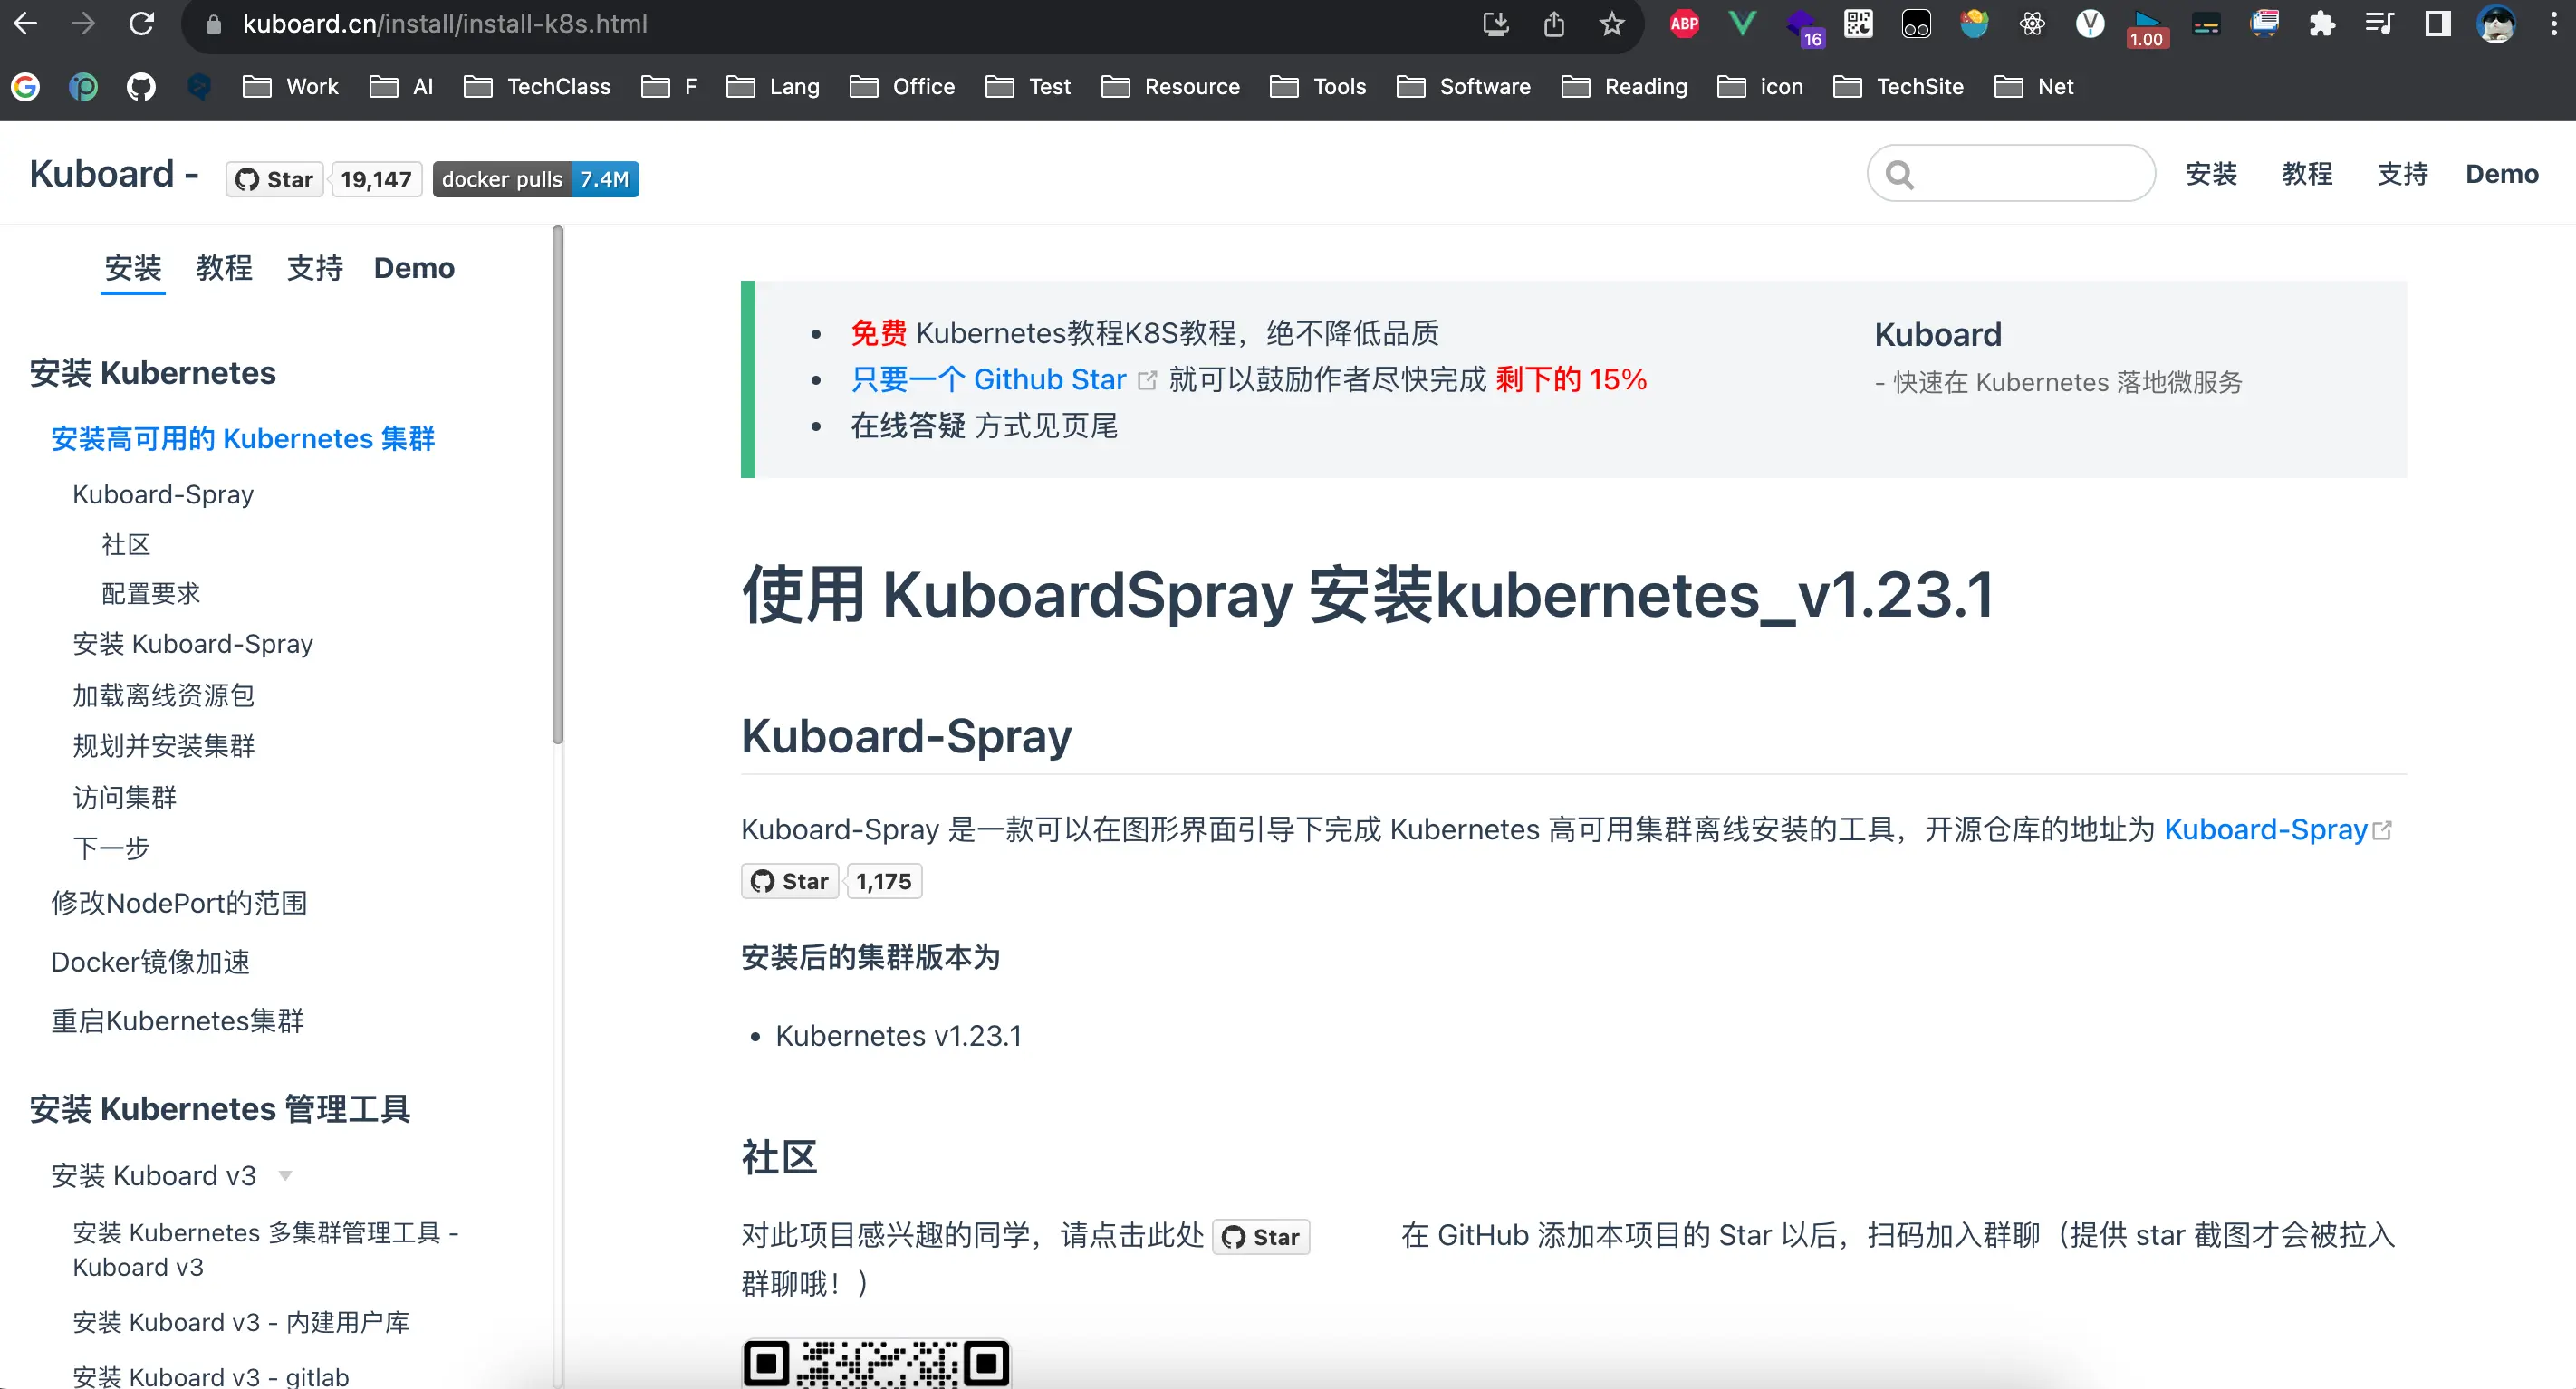 kuboard.cn/install/install-k8s.html
ABP
16
1.00
Work AI TechClass F Lang Office Test Resource Tools Software Reading icon TechSite Net
Kuboard - Star 19,147 docker pulls 7.4M
安装 教程 支持 Demo
安装 教程 支持 Demo
安装 Kubernetes
安装高可用的 Kubernetes 集群
Kuboard-Spray
社区
配置要求
安装 Kuboard-Spray
加载离线资源包
规划并安装集群
访问集群
下一步
修改NodePort的范围
Docker镜像加速
重启Kubernetes集群
安装 Kubernetes 管理工具
安装 Kuboard v3
安装 Kubernetes 多集群管理工具 -
Kuboard v3
安装 Kuboard v3 - 内建用户库
安装 Kuboard v3 - gitlab
• 免费 Kubernetes教程K8S教程，绝不降低品质
• 只要一个 Github Star 就可以鼓励作者尽快完成 剩下的 15%
• 在线答疑 方式见页尾
Kuboard
- 快速在 Kubernetes 落地微服务
使用 KuboardSpray 安装kubernetes_v1.23.1
Kuboard-Spray
Kuboard-Spray 是一款可以在图形界面引导下完成 Kubernetes 高可用集群离线安装的工具，开源仓库的地址为 Kuboard-Spray
Star 1,175
安装后的集群版本为
• Kubernetes v1.23.1
社区
对此项目感兴趣的同学，请点击此处 Star 在 GitHub 添加本项目的 Star 以后，扫码加入群聊（提供 star 截图才会被拉入
群聊哦！）